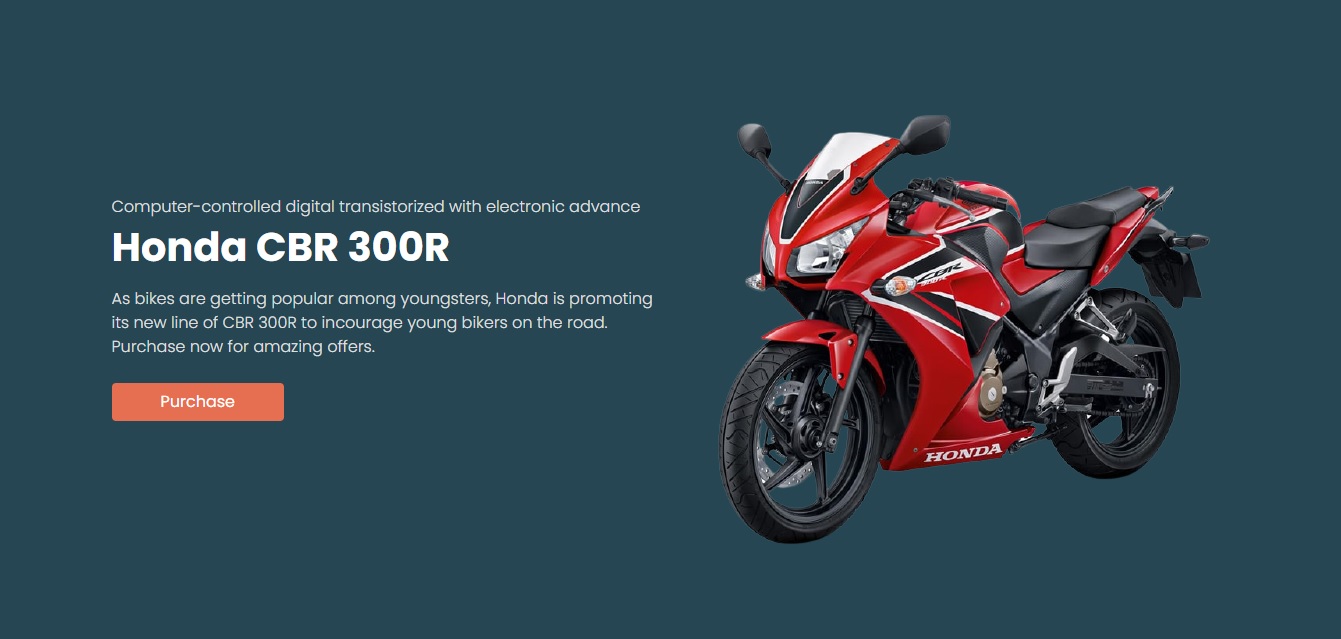 Computer-controlled digital transistorized with electronic advance
Honda CBR 300R
As bikes are getting popular among youngsters, Honda is promoting
its new line of CBR 300R to incourage young bikers on the road.
Purchase now for amazing offers.
Purchase
HONDA
CBR
300R
HONDA